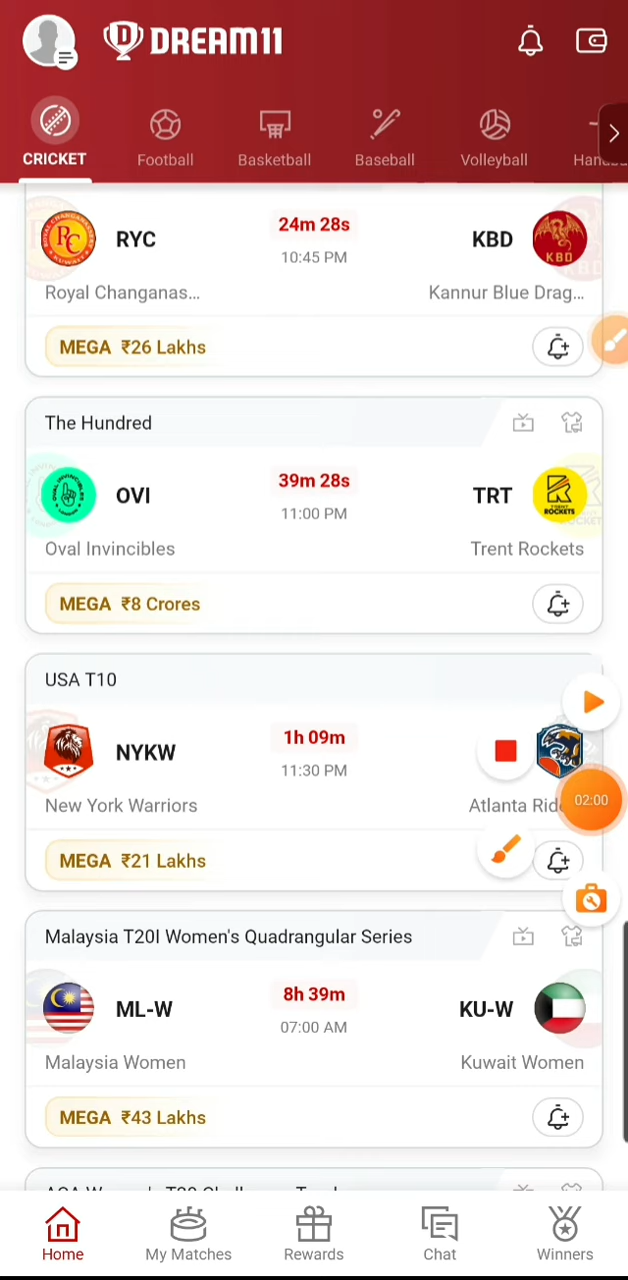 DREAM11
CRICKET
Football
Basketball
Baseball
Volleyball
RYC
24m 28s
10:45 PM
KBD
KBD
Royal Changanas...
Kannur Blue Drag...
MEGA ₹26 Lakhs
The Hundred
OVI
39m 28s
11:00 PM
TRT
TRENT
ROCKETS
Oval Invincibles
Trent Rockets
MEGA ₹8 Crores
USA T10
NYKW
1h 09m
11:30 PM
New York Warriors
Atlanta
02:00
MEGA ₹21 Lakhs
Malaysia T20I Women's Quadrangular Series
ML-W
8h 39m
07:00 AM
KU-W
Malaysia Women
Kuwait Women
MEGA ₹43 Lakhs
Home
My Matches
Rewards
Chat
Winners